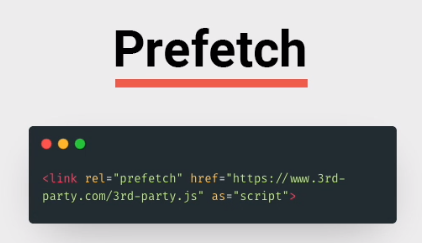 Prefetch
<link rel="prefetch" href="https://www.3rd-
party.com/3rd-party.js" as="script">